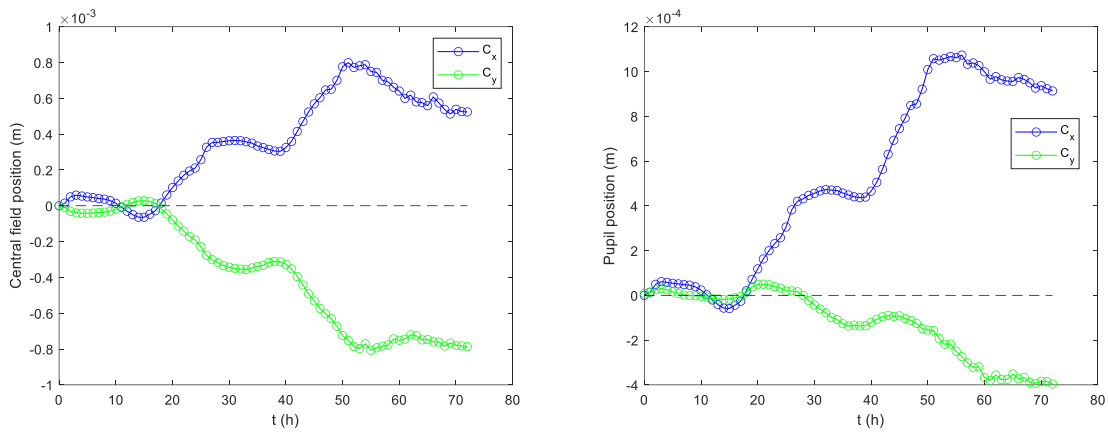 ×10⁻³
1
0.8
0.6
0.4
0.2
0
-0.2
-0.4
-0.6
-0.8
-1
Central field position (m)
0 10 20 30 40 50 60 70 80
t (h)
Cₓ
C_y
×10⁻⁴
12
10
8
6
4
2
0
-2
-4
Pupil position (m)
0 10 20 30 40 50 60 70 80
t (h)
Cₓ
C_y